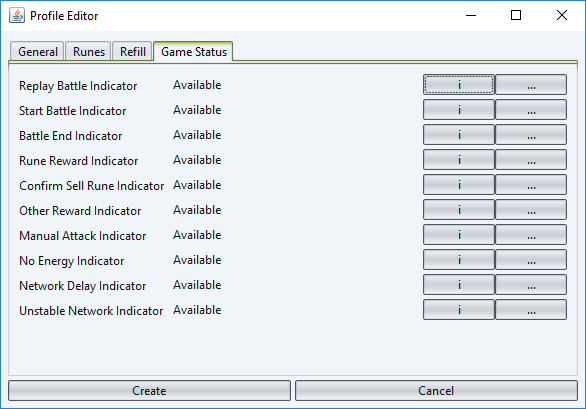 Profile Editor
General Runes Refill Game Status
Replay Battle Indicator Available i ...
Start Battle Indicator Available i ...
Battle End Indicator Available i ...
Rune Reward Indicator Available i ...
Confirm Sell Rune Indicator Available i ...
Other Reward Indicator Available i ...
Manual Attack Indicator Available i ...
No Energy Indicator Available i ...
Network Delay Indicator Available i ...
Unstable Network Indicator Available i ...
Create Cancel